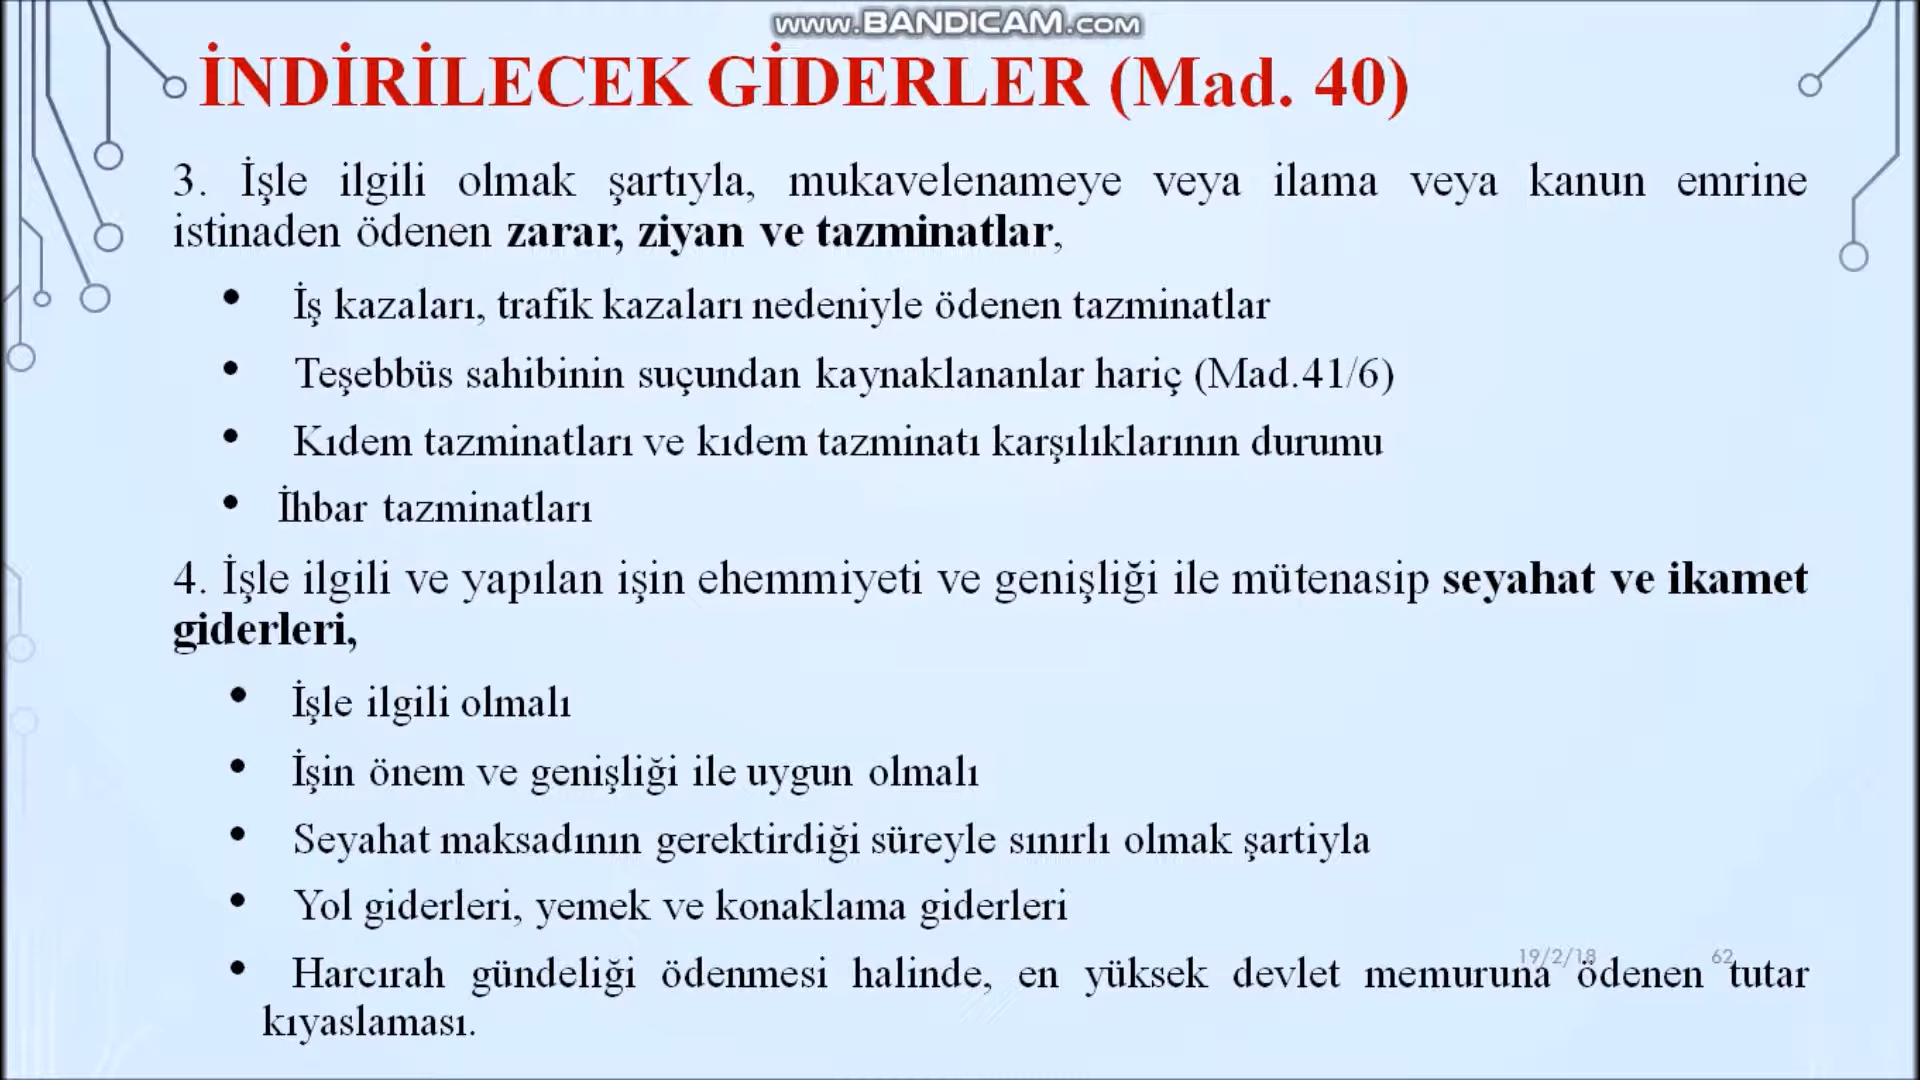 www.BANDICAM.com
İNDİRİLECEK GİDERLER (Mad. 40)
3. İşle ilgili olmak şartıyla, mukavelenameye veya ilama veya kanun emrine
istinaden ödenen zarar, ziyan ve tazminatlar,
• İş kazaları, trafik kazaları nedeniyle ödenen tazminatlar
• Teşebbüs sahibinin suçundan kaynaklananlar hariç (Mad.41/6)
• Kıdem tazminatları ve kıdem tazminatı karşılıklarının durumu
• İhbar tazminatları
4. İşle ilgili ve yapılan işin ehemmiyeti ve genişliği ile mütenasip seyahat ve ikamet
giderleri,
• İşle ilgili olmalı
• İşin önem ve genişliği ile uygun olmalı
• Seyahat maksadının gerektirdiği süreyle sınırlı olmak şartiyla
• Yol giderleri, yemek ve konaklama giderleri
• Harcırah gündeliği ödenmesi halinde, en yüksek devlet memuruna ödenen tutar
kıyaslaması.
19/2/18
62